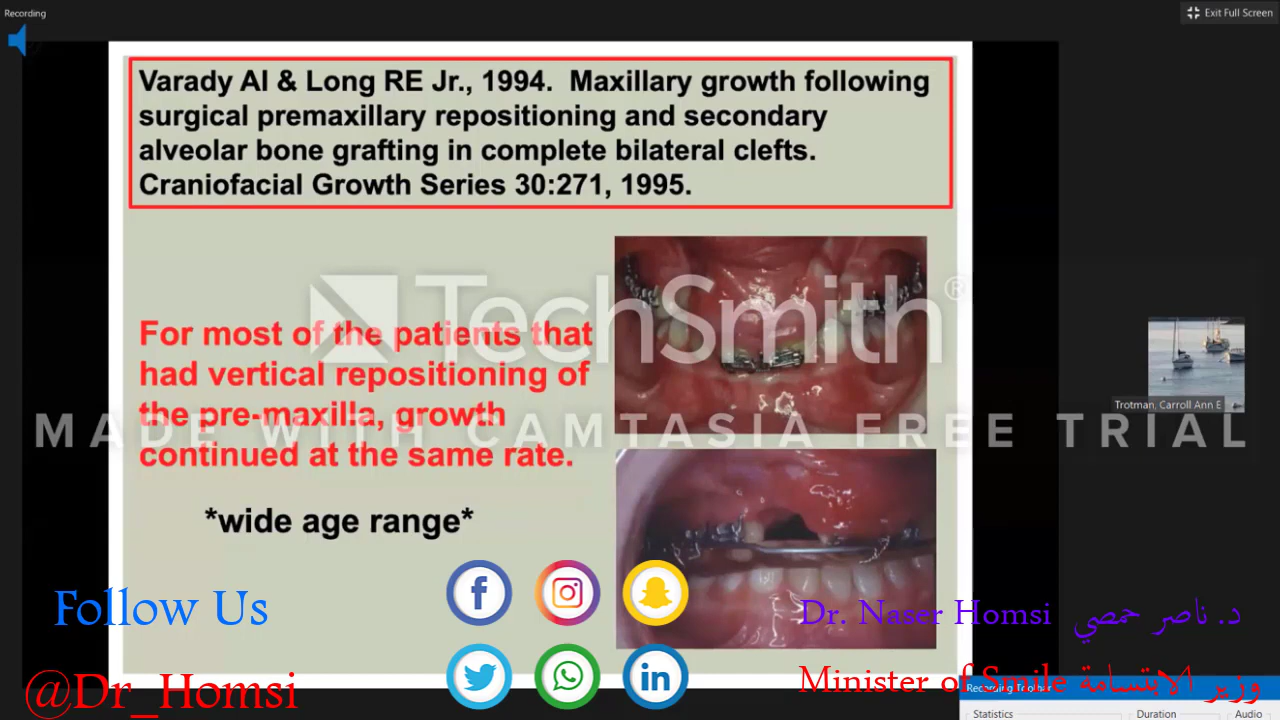 Recording
Exit Full Screen
Varady AI & Long RE Jr., 1994. Maxillary growth following
surgical premaxillary repositioning and secondary
alveolar bone grafting in complete bilateral clefts.
Craniofacial Growth Series 30:271, 1995.
TechSmith®
For most of the patients that
had vertical repositioning of
the pre-maxilla, growth
continued at the same rate.
Trotman, Carroll Ann E
MADE WITH CAMTASIA FREE TRIAL
*wide age range*
Follow Us
Dr. Naser Homsi د. ناصر حمصي
@Dr_Homsi
Minister of Smile وزير الابتسامة
Recording Toolbar
Statistics
Duration
Audio